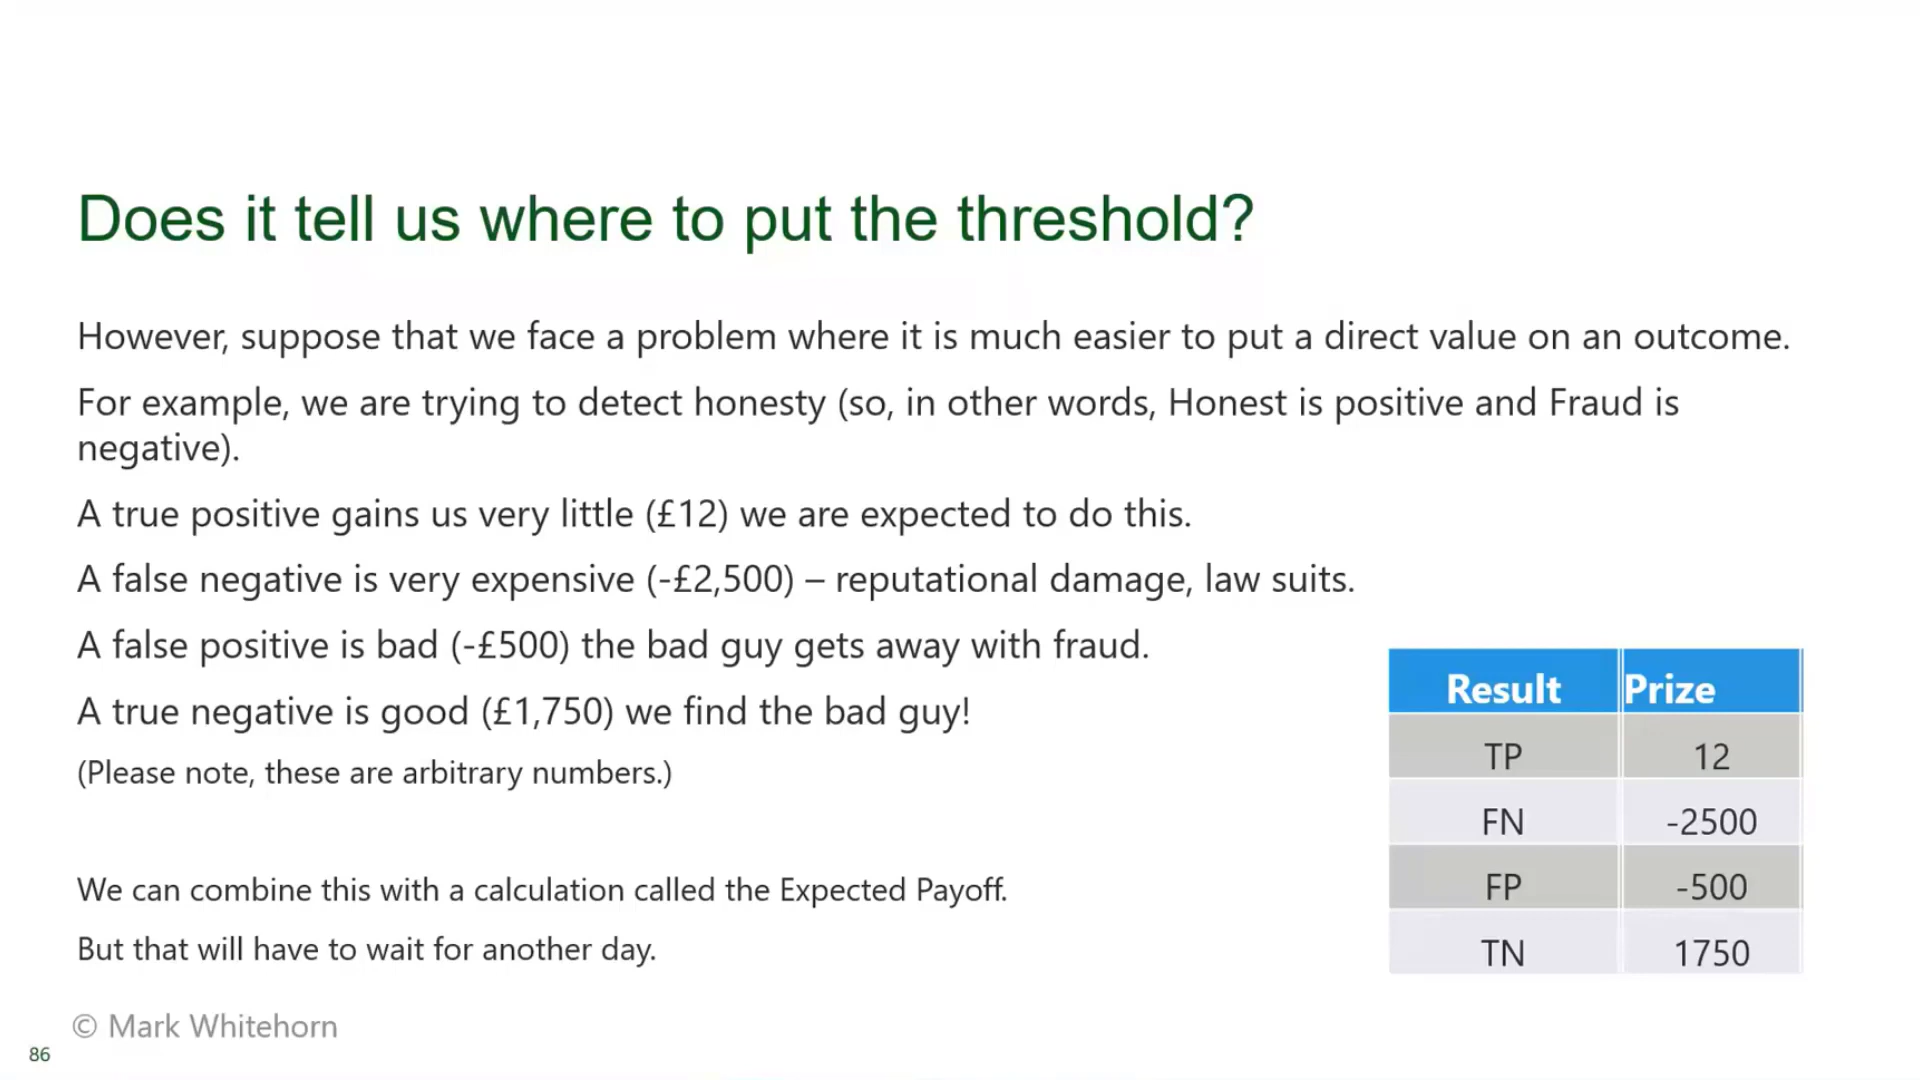 Does it tell us where to put the threshold?
However, suppose that we face a problem where it is much easier to put a direct value on an outcome.
For example, we are trying to detect honesty (so, in other words, Honest is positive and Fraud is
negative).
A true positive gains us very little (£12) we are expected to do this.
A false negative is very expensive (-£2,500) – reputational damage, law suits.
A false positive is bad (-£500) the bad guy gets away with fraud.
A true negative is good (£1,750) we find the bad guy!
(Please note, these are arbitrary numbers.)
We can combine this with a calculation called the Expected Payoff.
But that will have to wait for another day.
Result Prize
TP 12
FN -2500
FP -500
TN 1750
© Mark Whitehorn
86